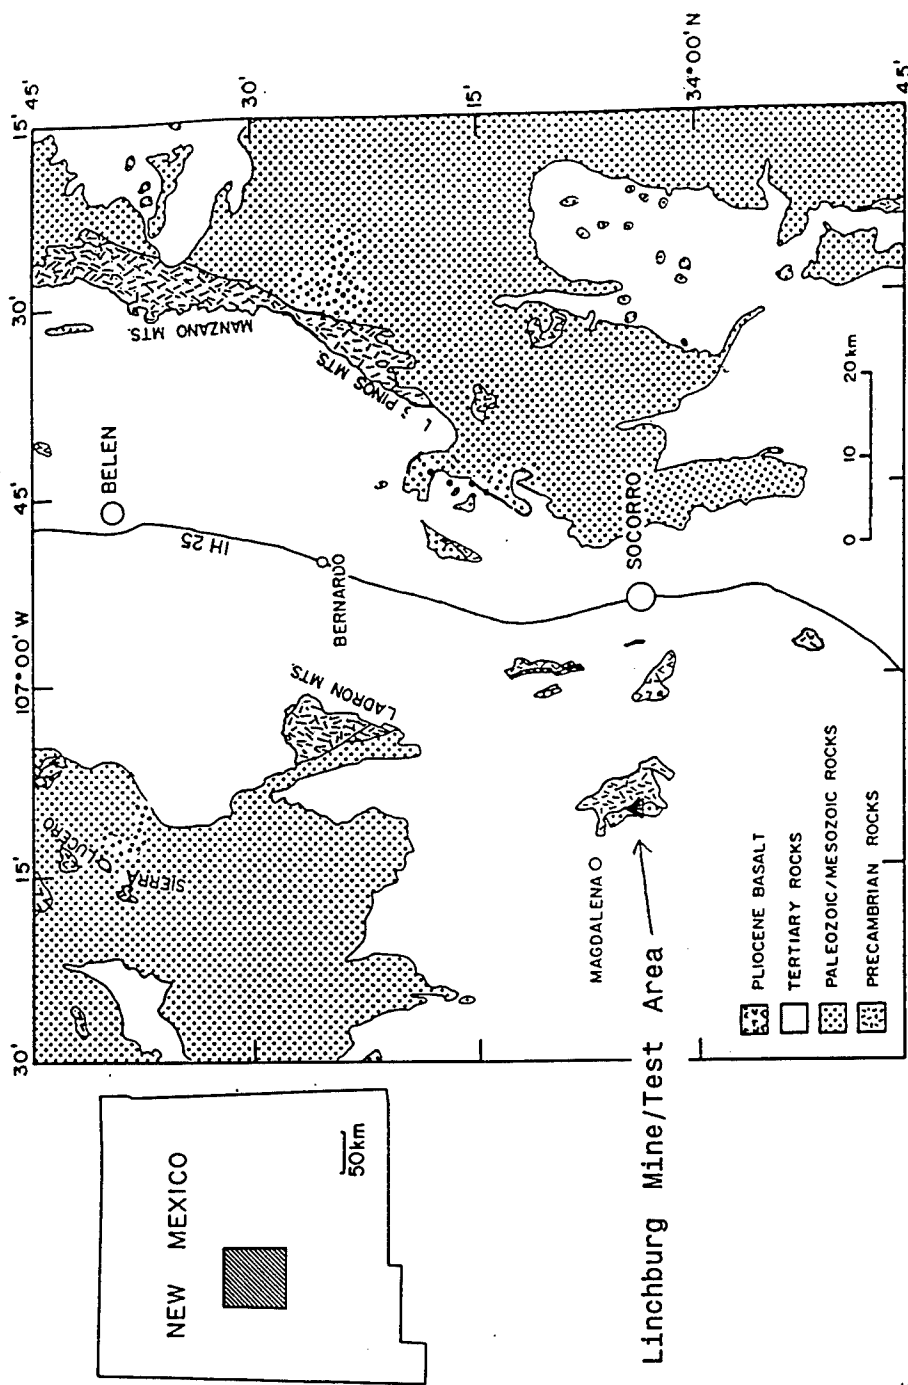 NEW MEXICO
50km
30'
15'
107°00' W
45'
30'
15'
45'
30'
15'
34°00' N
45'
SIERRA
LUCERO
LADRON MTS.
BELEN
IH 25
BERNARDO
MANZANO MTS.
PINOS MTS.
MAGDALENA
SOCORRO
Linchburg Mine/Test Area
PLIOCENE BASALT
TERTIARY ROCKS
PALEOZOIC/MESOZOIC ROCKS
PRECAMBRIAN ROCKS
0 10 20 km